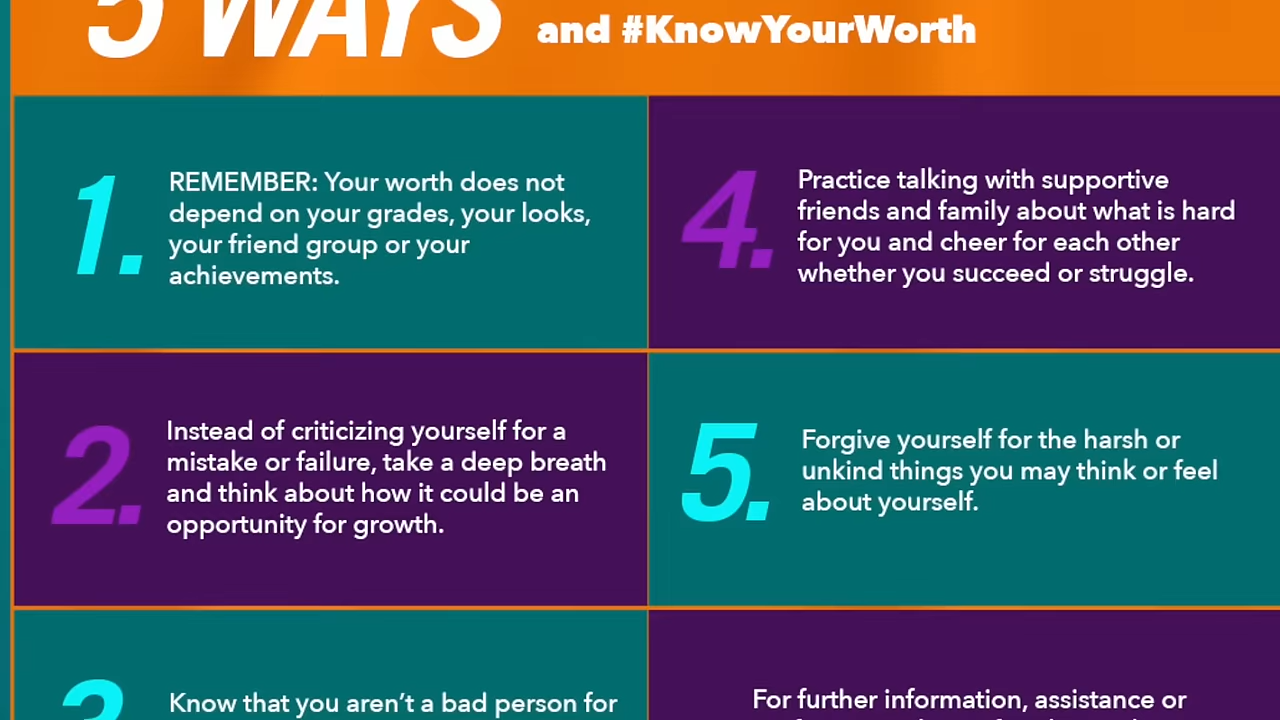 5 WAYS
and #KnowYourWorth
1.
REMEMBER: Your worth does not
depend on your grades, your looks,
your friend group or your
achievements.
2.
Instead of criticizing yourself for a
mistake or failure, take a deep breath
and think about how it could be an
opportunity for growth.
3
Know that you aren’t a bad person for
4.
Practice talking with supportive
friends and family about what is hard
for you and cheer for each other
whether you succeed or struggle.
5.
Forgive yourself for the harsh or
unkind things you may think or feel
about yourself.
For further information, assistance or